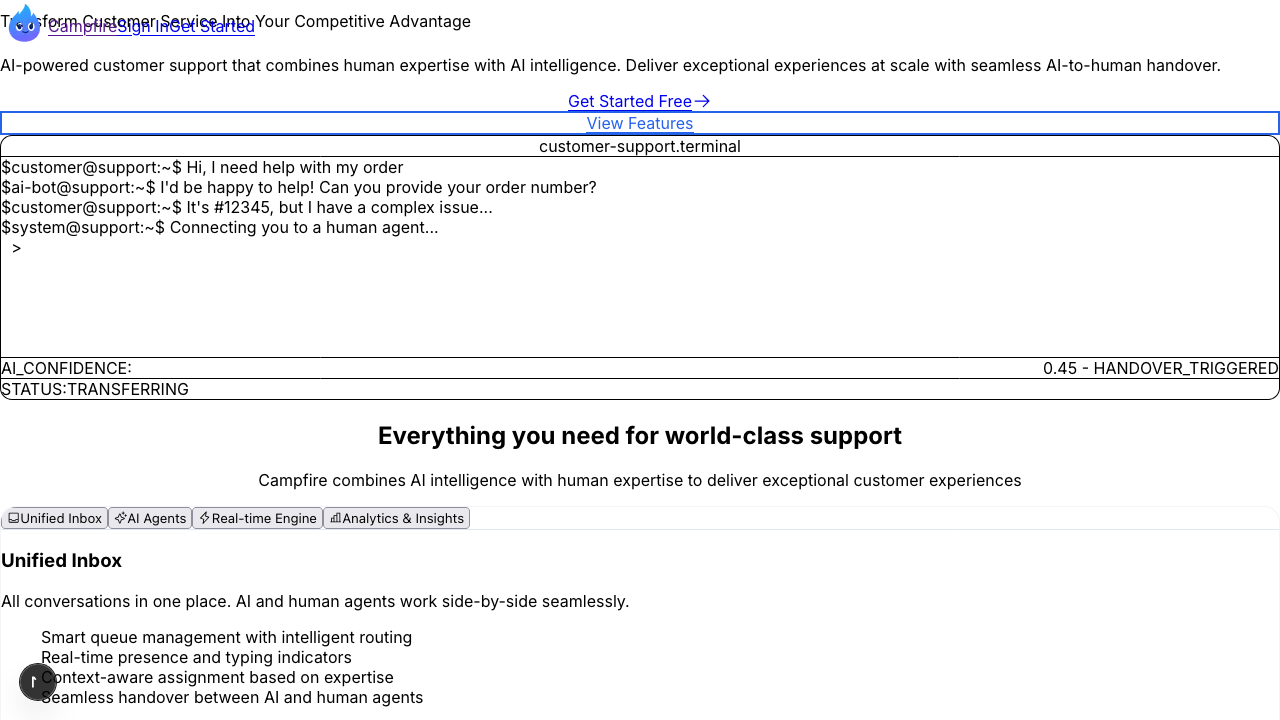 Transform Customer Service Into Your Competitive Advantage
Campfire Sign In Get Started
AI-powered customer support that combines human expertise with AI intelligence. Deliver exceptional experiences at scale with seamless AI-to-human handover.
Get Started Free
View Features
customer-support.terminal
$customer@support:~$ Hi, I need help with my order
$ai-bot@support:~$ I'd be happy to help! Can you provide your order number?
$customer@support:~$ It's #12345, but I have a complex issue...
$system@support:~$ Connecting you to a human agent...
>
AI_CONFIDENCE: 0.45 - HANDOVER_TRIGGERED
STATUS:TRANSFERRING
Everything you need for world-class support
Campfire combines AI intelligence with human expertise to deliver exceptional customer experiences
Unified Inbox AI Agents Real-time Engine Analytics & Insights
Unified Inbox
All conversations in one place. AI and human agents work side-by-side seamlessly.
Smart queue management with intelligent routing
Real-time presence and typing indicators
Context-aware assignment based on expertise
Seamless handover between AI and human agents